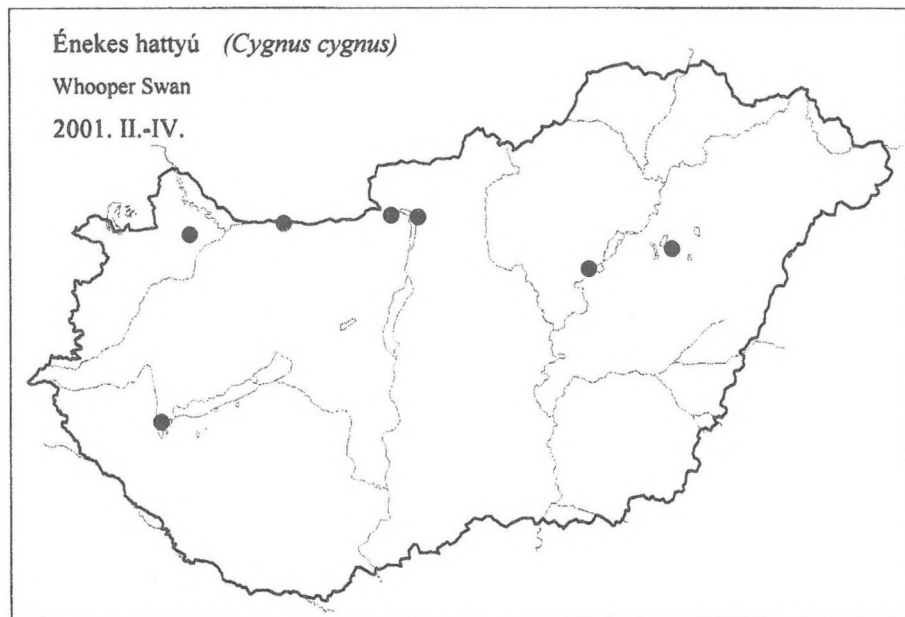 Énekes hattyú (Cygnus cygnus)
Whooper Swan
2001. II.-IV.